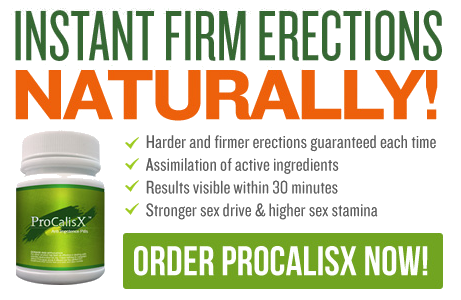 INSTANT FIRM ERECTIONS
NATURALLY!
Harder and firmer erections guaranteed each time
Assimilation of active ingredients
Results visible within 30 minutes
Stronger sex drive & higher sex stamina
ProCalisX™
ORDER PROCALISX NOW!